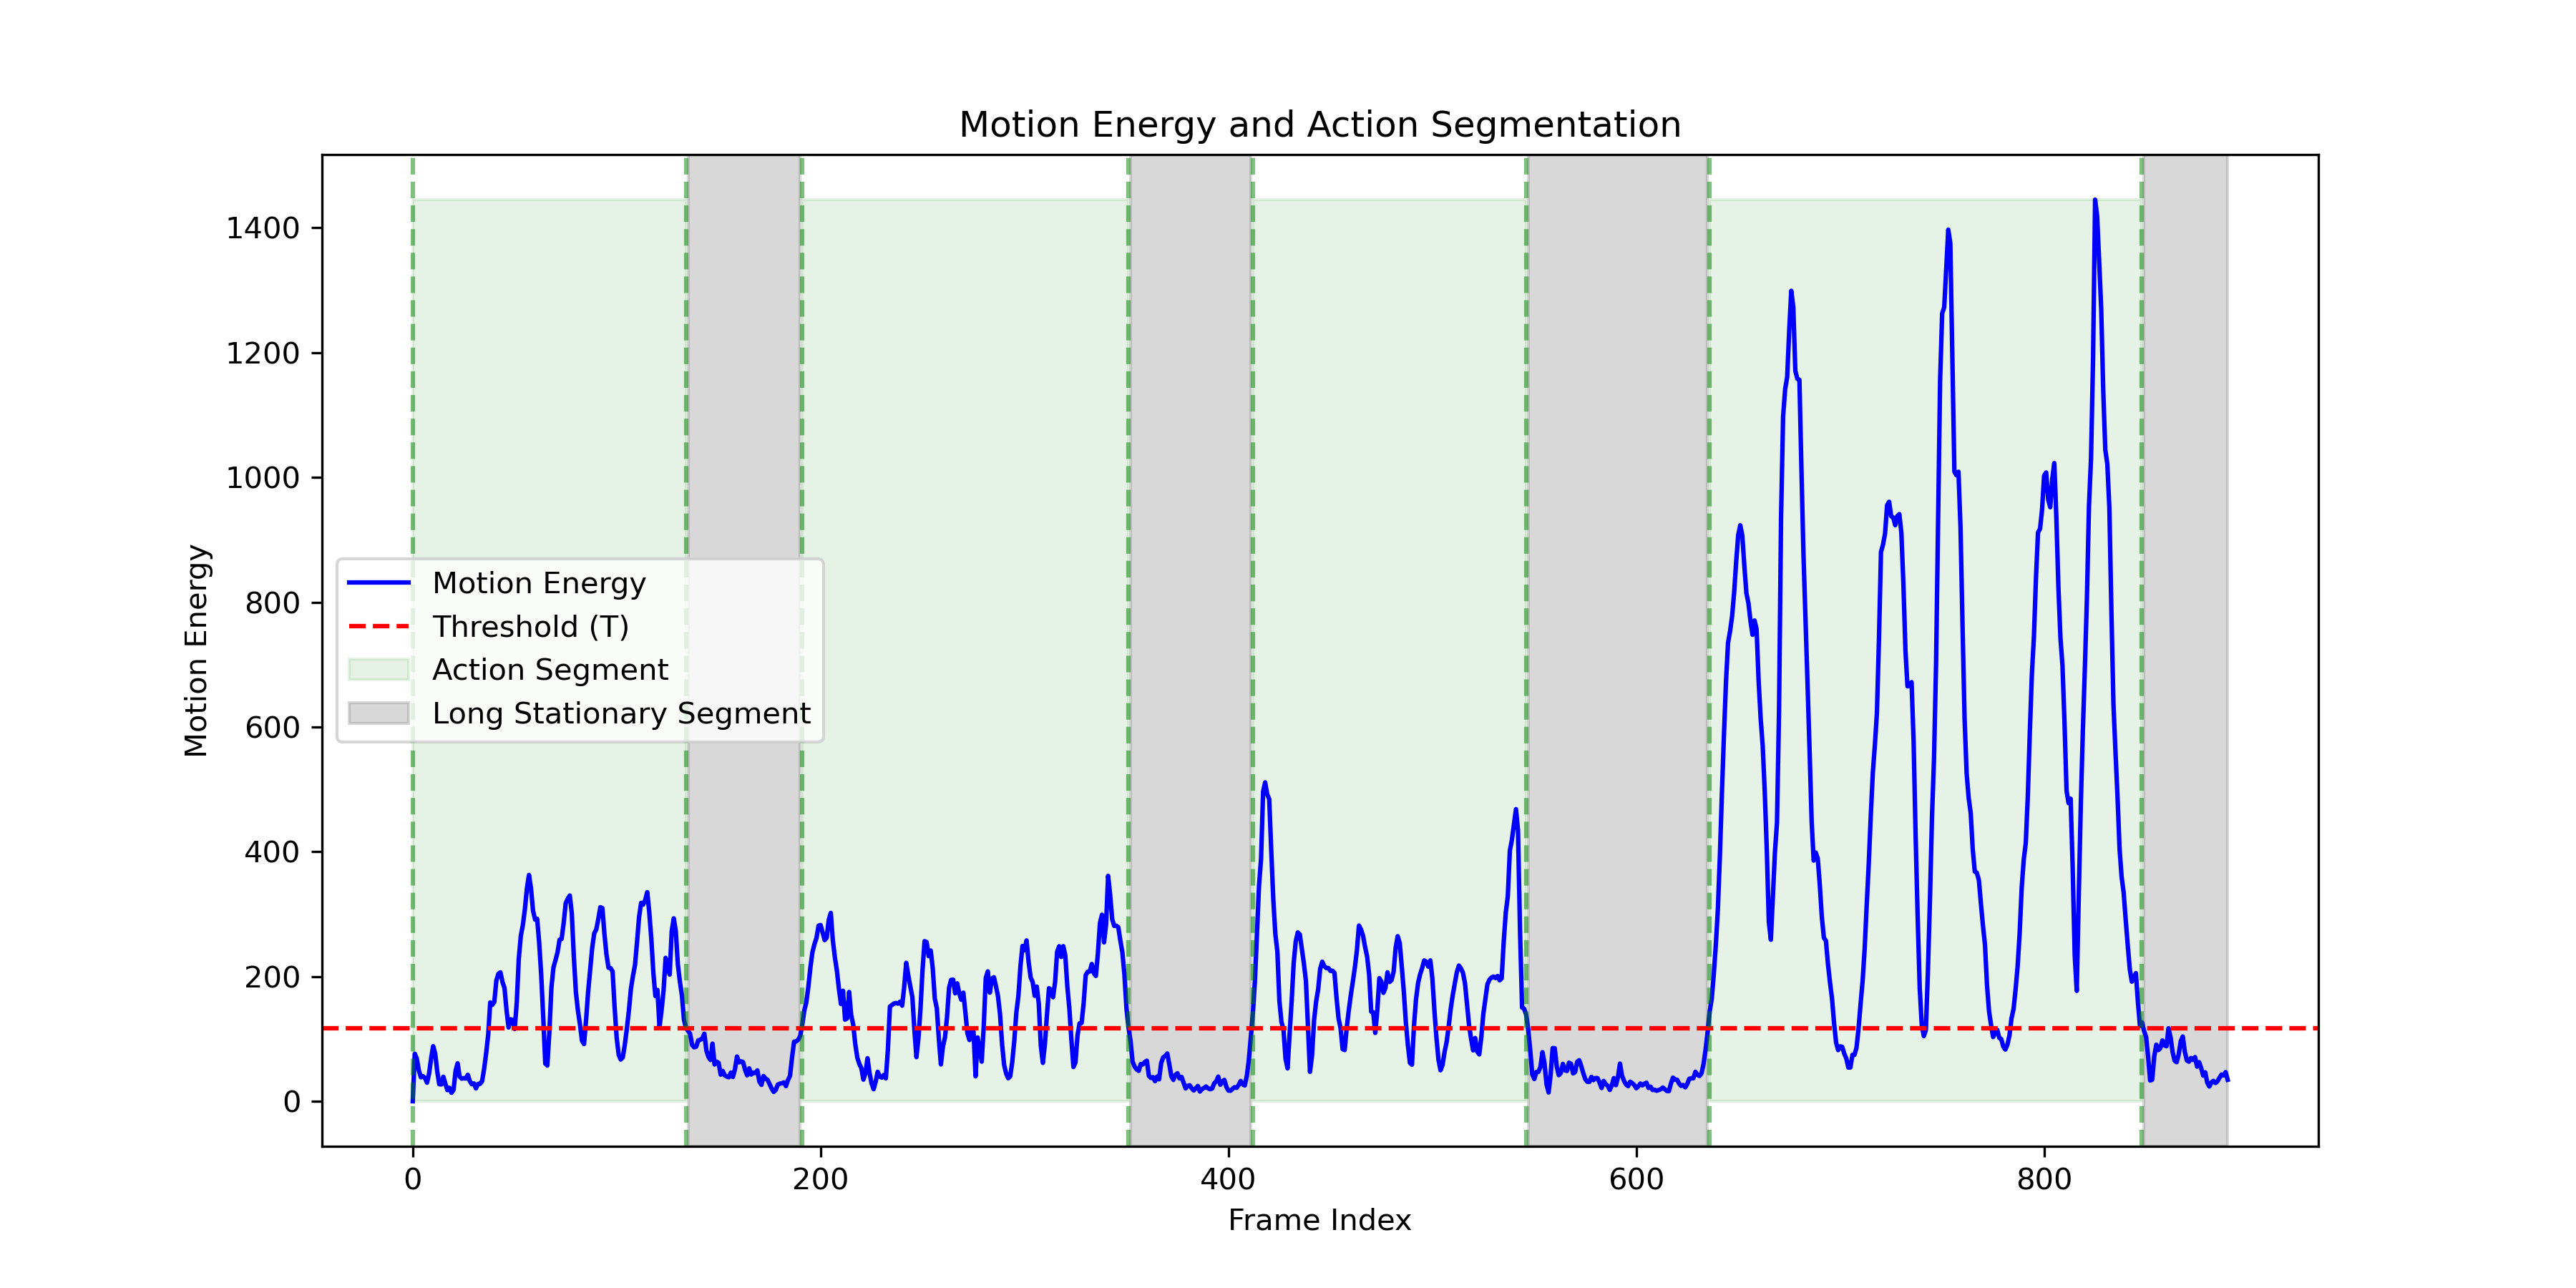 Motion Energy and Action Segmentation
1400
1200
1000
800
600
400
200
0
Motion Energy
Motion Energy
Threshold (T)
Action Segment
Long Stationary Segment
0
200
400
600
800
Frame Index